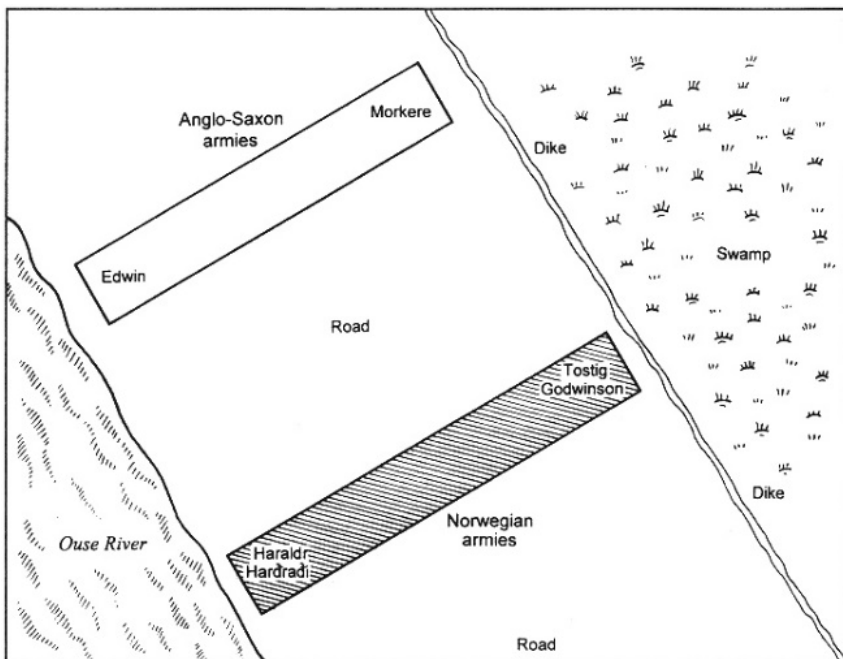 Anglo-Saxon
armies
Morkere
Dike
Swamp
Edwin
Road
Tostig
Godwinson
Dike
Norwegian
armies
Ouse River
Haraldr
Hardraði
Road